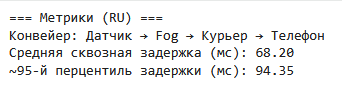 === Метрики (RU) ===
Конвейер: Датчик → Fog → Курьер → Телефон
Средняя сквозная задержка (мс): 68.20
~95-й перцентиль задержки (мс): 94.35